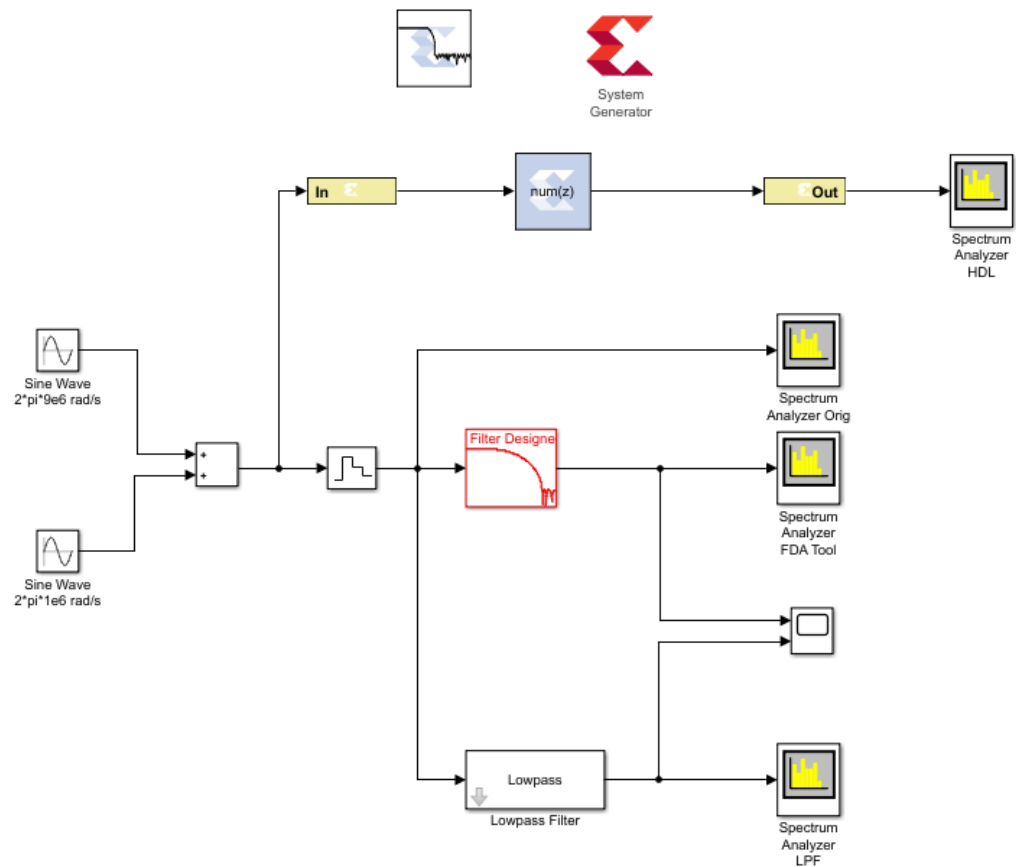 System
Generator
In
num(z)
Out
Spectrum
Analyzer
HDL
Sine Wave
2*pi*9e6 rad/s
Spectrum
Analyzer Orig
+
+
Filter Designe
Spectrum
Analyzer
FDA Tool
Sine Wave
2*pi*1e6 rad/s
Lowpass
Lowpass Filter
Spectrum
Analyzer
LPF